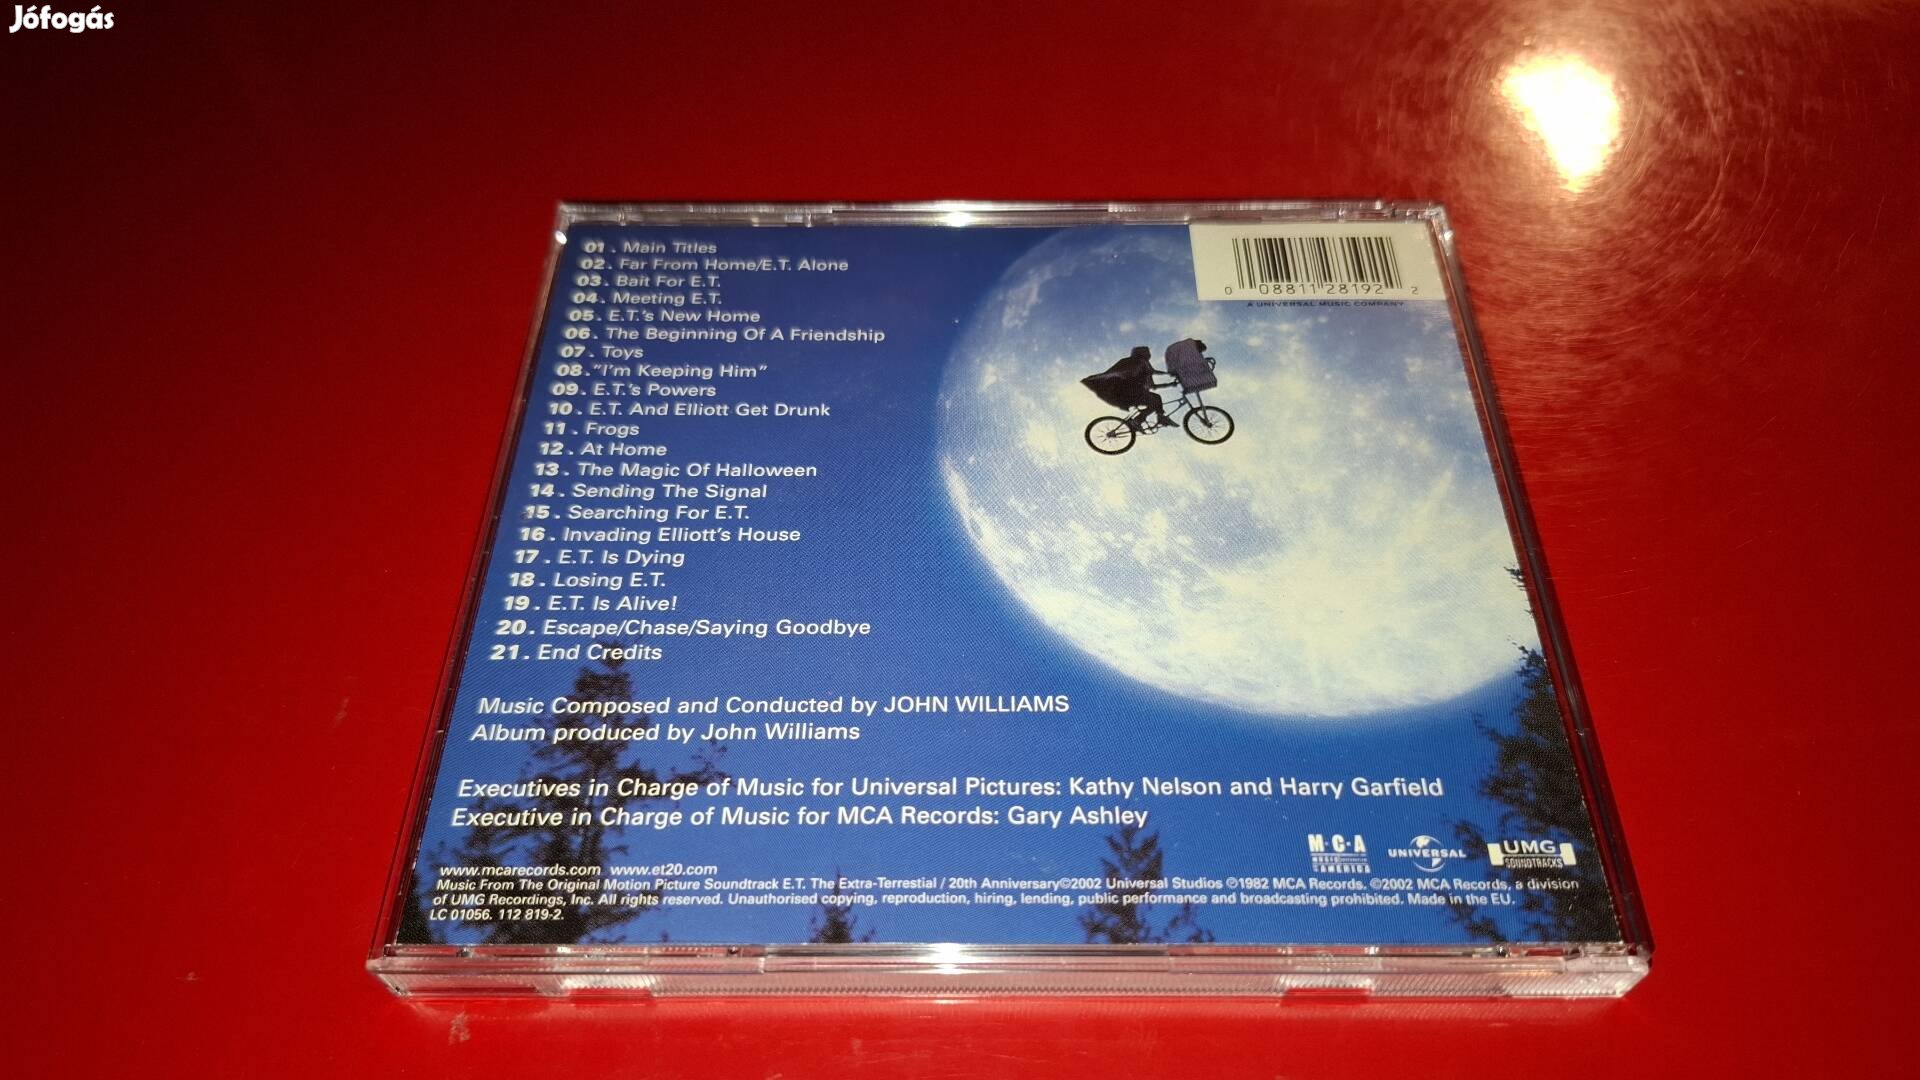 Jófogás
01. Main Titles
02. Far From Home/E.T. Alone
03. Bait For E.T.
04. Meeting E.T.
05. E.T.'s New Home
06. The Beginning Of A Friendship
07. Toys
08."I'm Keeping Him"
09. E.T.'s Powers
10. E.T. And Elliott Get Drunk
11. Frogs
12. At Home
13. The Magic Of Halloween
14. Sending The Signal
15. Searching For E.T.
16. Invading Elliott's House
17. E.T. Is Dying
18. Losing E.T.
19. E.T. Is Alive!
20. Escape/Chase/Saying Goodbye
21. End Credits
0 08811 28192 2
A UNIVERSAL MUSIC COMPANY
Music Composed and Conducted by JOHN WILLIAMS
Album produced by John Williams
Executives in Charge of Music for Universal Pictures: Kathy Nelson and Harry Garfield
Executive in Charge of Music for MCA Records: Gary Ashley
M·C·A
AMERICA
UNIVERSAL
UMG
SOUNDTRACKS
www.mcarecords.com www.et20.com
Music From The Original Motion Picture Soundtrack E.T. The Extra-Terrestial / 20th Anniversary©2002 Universal Studios ℗1982 MCA Records. ©2002 MCA Records, a division
of UMG Recordings, Inc. All rights reserved. Unauthorised copying, reproduction, hiring, lending, public performance and broadcasting prohibited. Made in the EU.
LC 01056. 112 819-2.